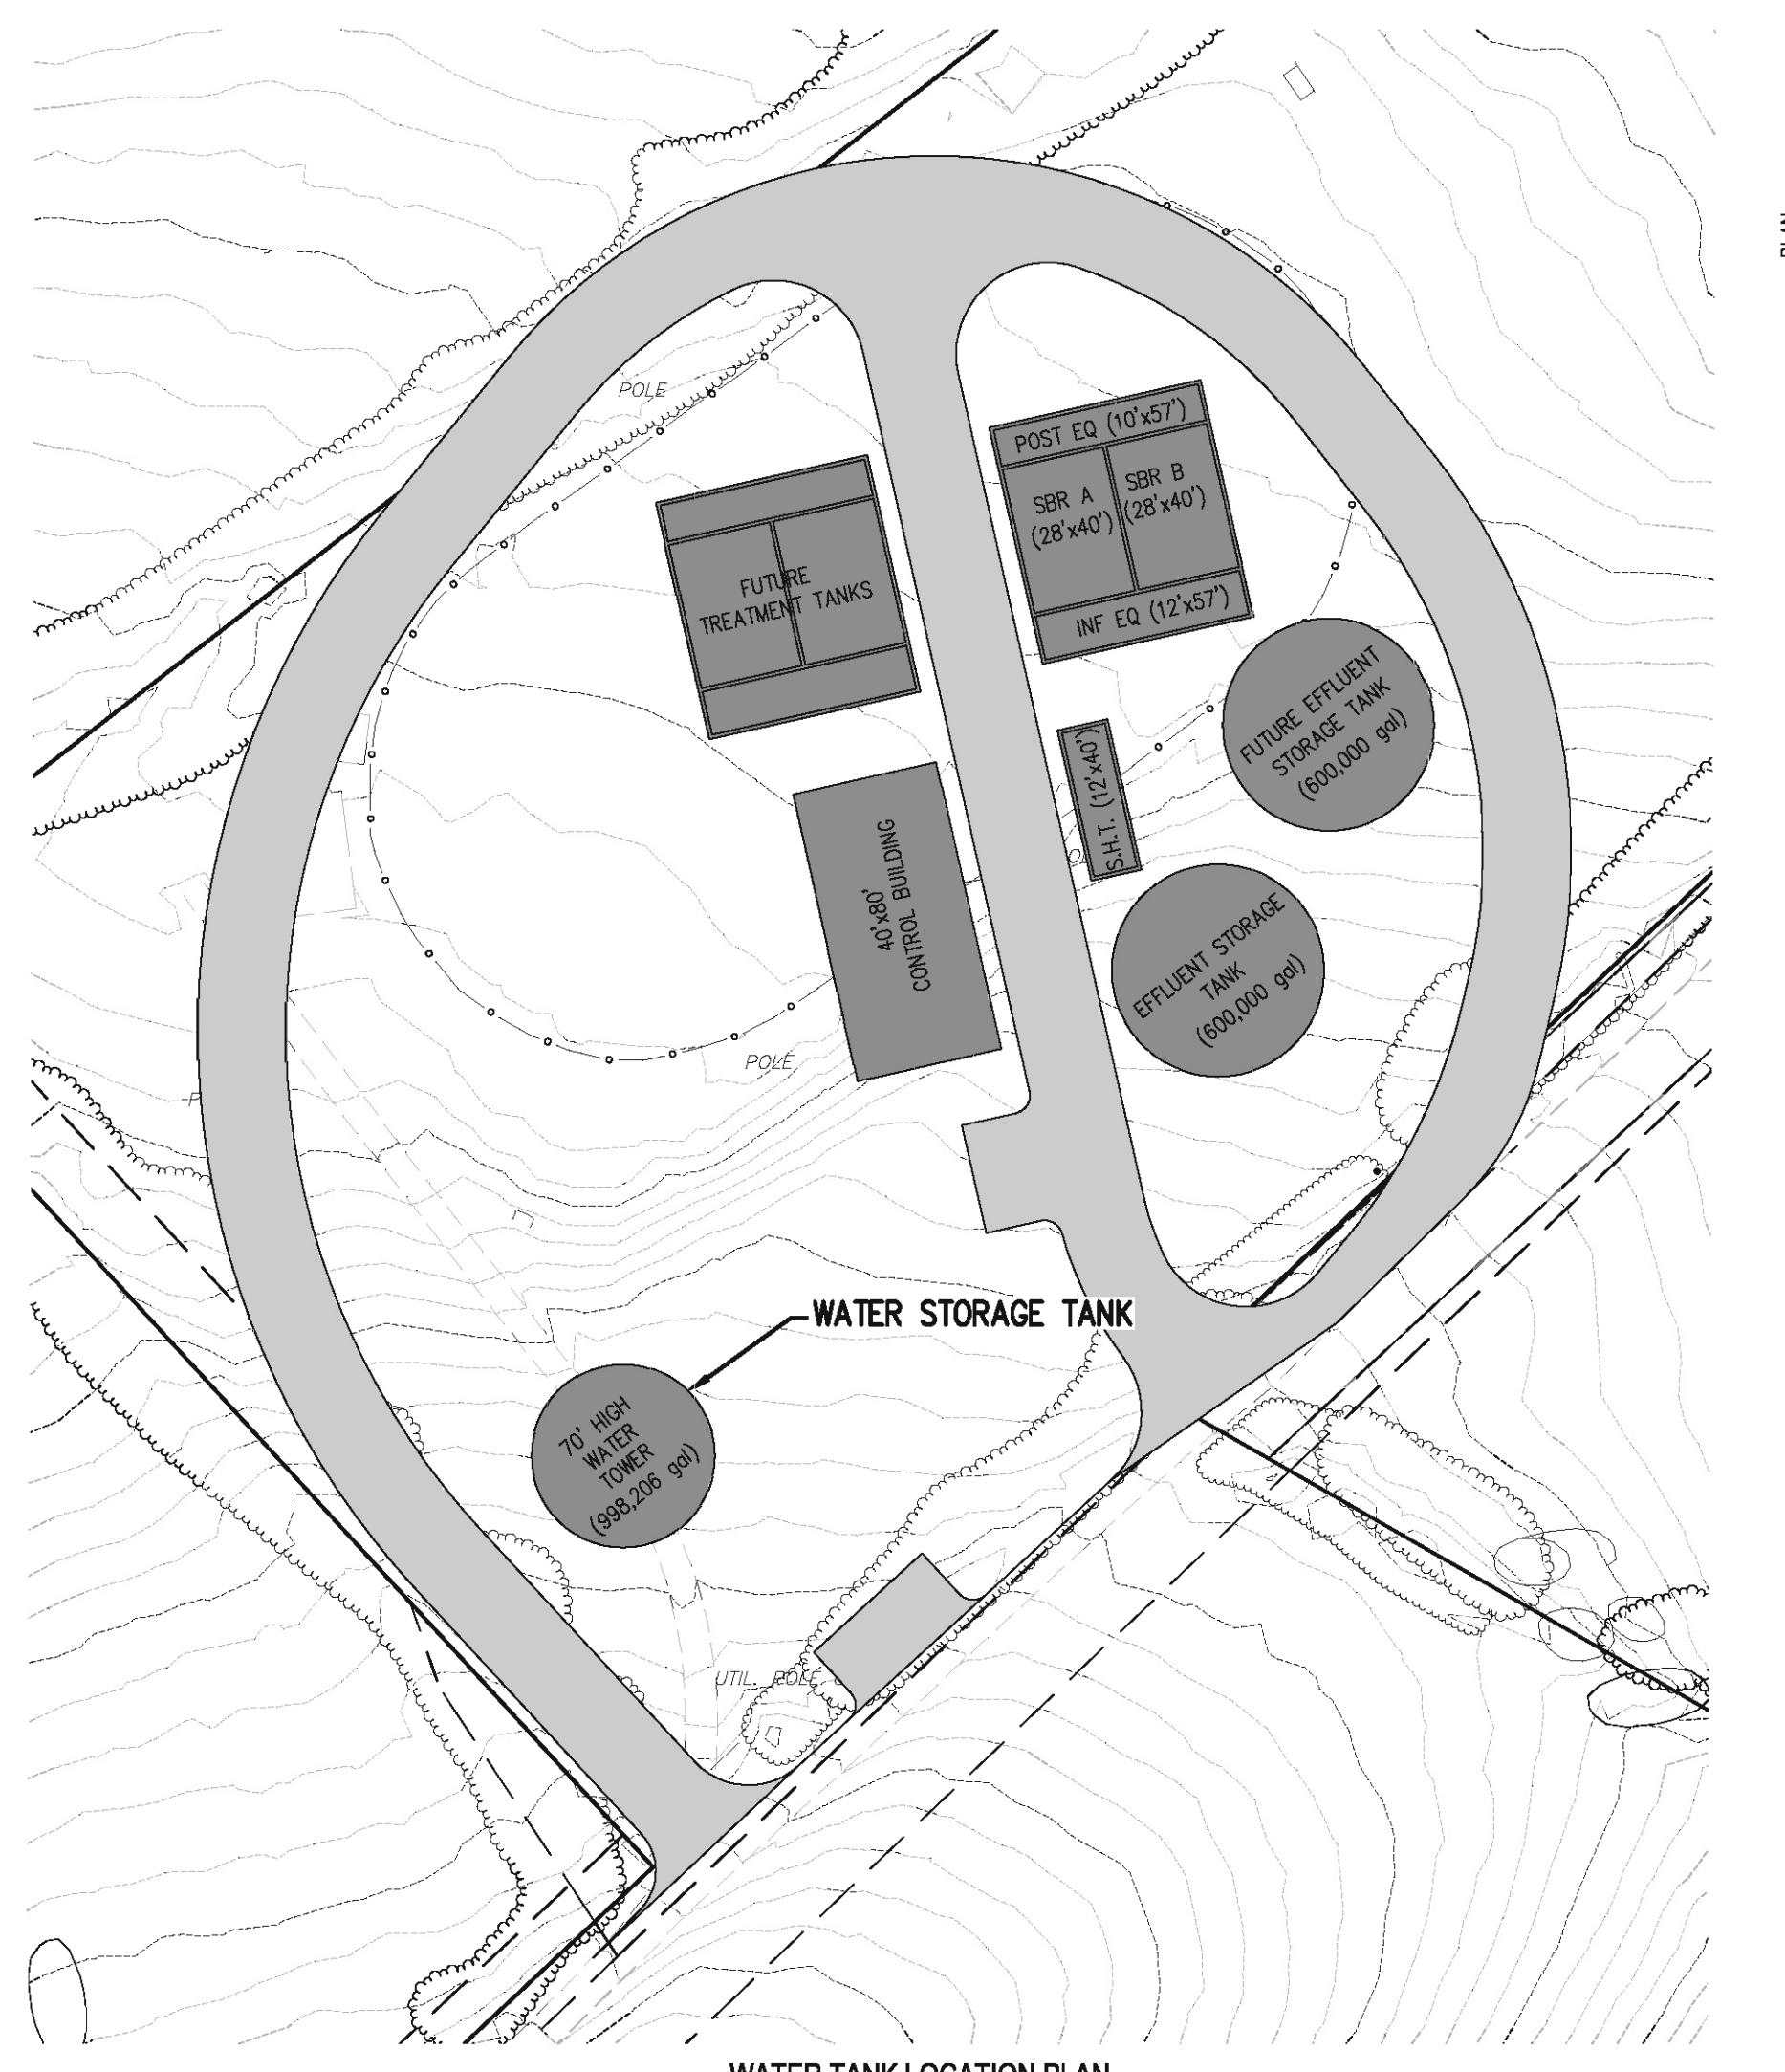 POLE
POST EQ (10'x57')
SBR A
(28'x40')
SBR B
(28'x40')
INF EQ (12'x57')
FUTURE
TREATMENT TANKS
FUTURE EFFLUENT
STORAGE TANK
(600,000 gal)
S.H.T. (12'x40')
40'x80'
CONTROL BUILDING
EFFLUENT STORAGE
TANK
(600,000 gal)
POLE
WATER STORAGE TANK
70' HIGH
WATER
TOWER
(998,206 gal)
UTIL. POLE
WATER TANK LOCATION PLAN